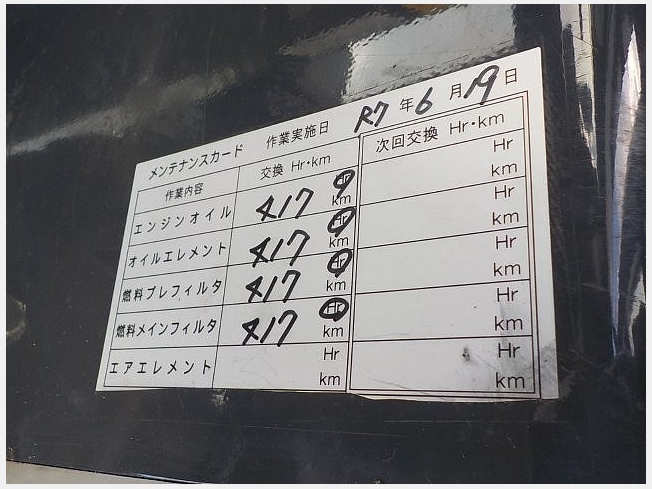 メンテナンスカード 作業実施日 R7年6月19日
作業内容 交換 Hr・km 次回交換 Hr・km
エンジンオイル 417 Hr km Hr km
オイルエレメント 417 Hr km Hr km
燃料プレフィルタ 417 Hr km Hr km
燃料メインフィルタ 417 Hr km Hr km
エアエレメント Hr km Hr km